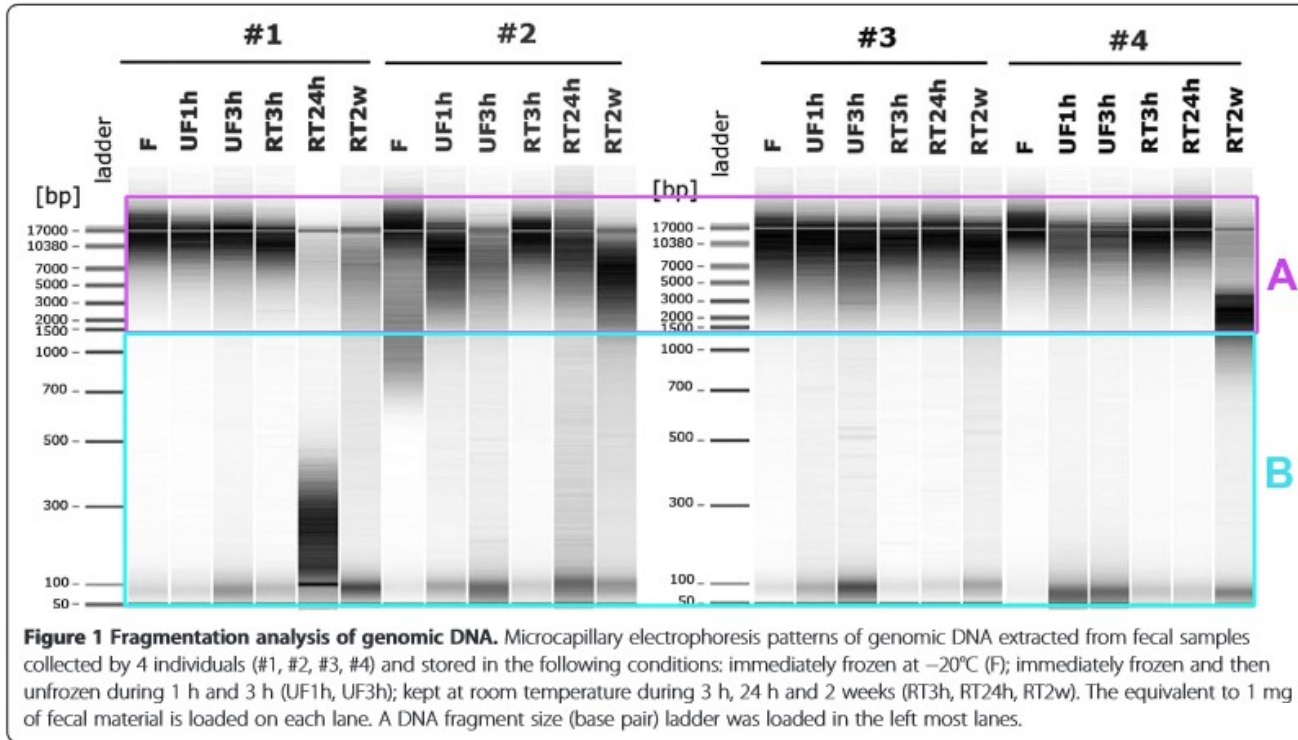 #1 #2 #3 #4
ladder F UF1h UF3h RT3h RT24h RT2w F UF1h UF3h RT3h RT24h RT2w ladder F UF1h UF3h RT3h RT24h RT2w F UF1h UF3h RT3h RT24h RT2w
[bp] [bp]
17000 17000
10380 10380
7000 7000
5000 5000
3000 3000
2000 2000
1500 1500
A
1000 1000
700 700
500 500
B
300 300
100 100
50 50
Figure 1 Fragmentation analysis of genomic DNA. Microcapillary electrophoresis patterns of genomic DNA extracted from fecal samples
collected by 4 individuals (#1, #2, #3, #4) and stored in the following conditions: immediately frozen at −20°C (F); immediately frozen and then
unfrozen during 1 h and 3 h (UF1h, UF3h); kept at room temperature during 3 h, 24 h and 2 weeks (RT3h, RT24h, RT2w). The equivalent to 1 mg
of fecal material is loaded on each lane. A DNA fragment size (base pair) ladder was loaded in the left most lanes.